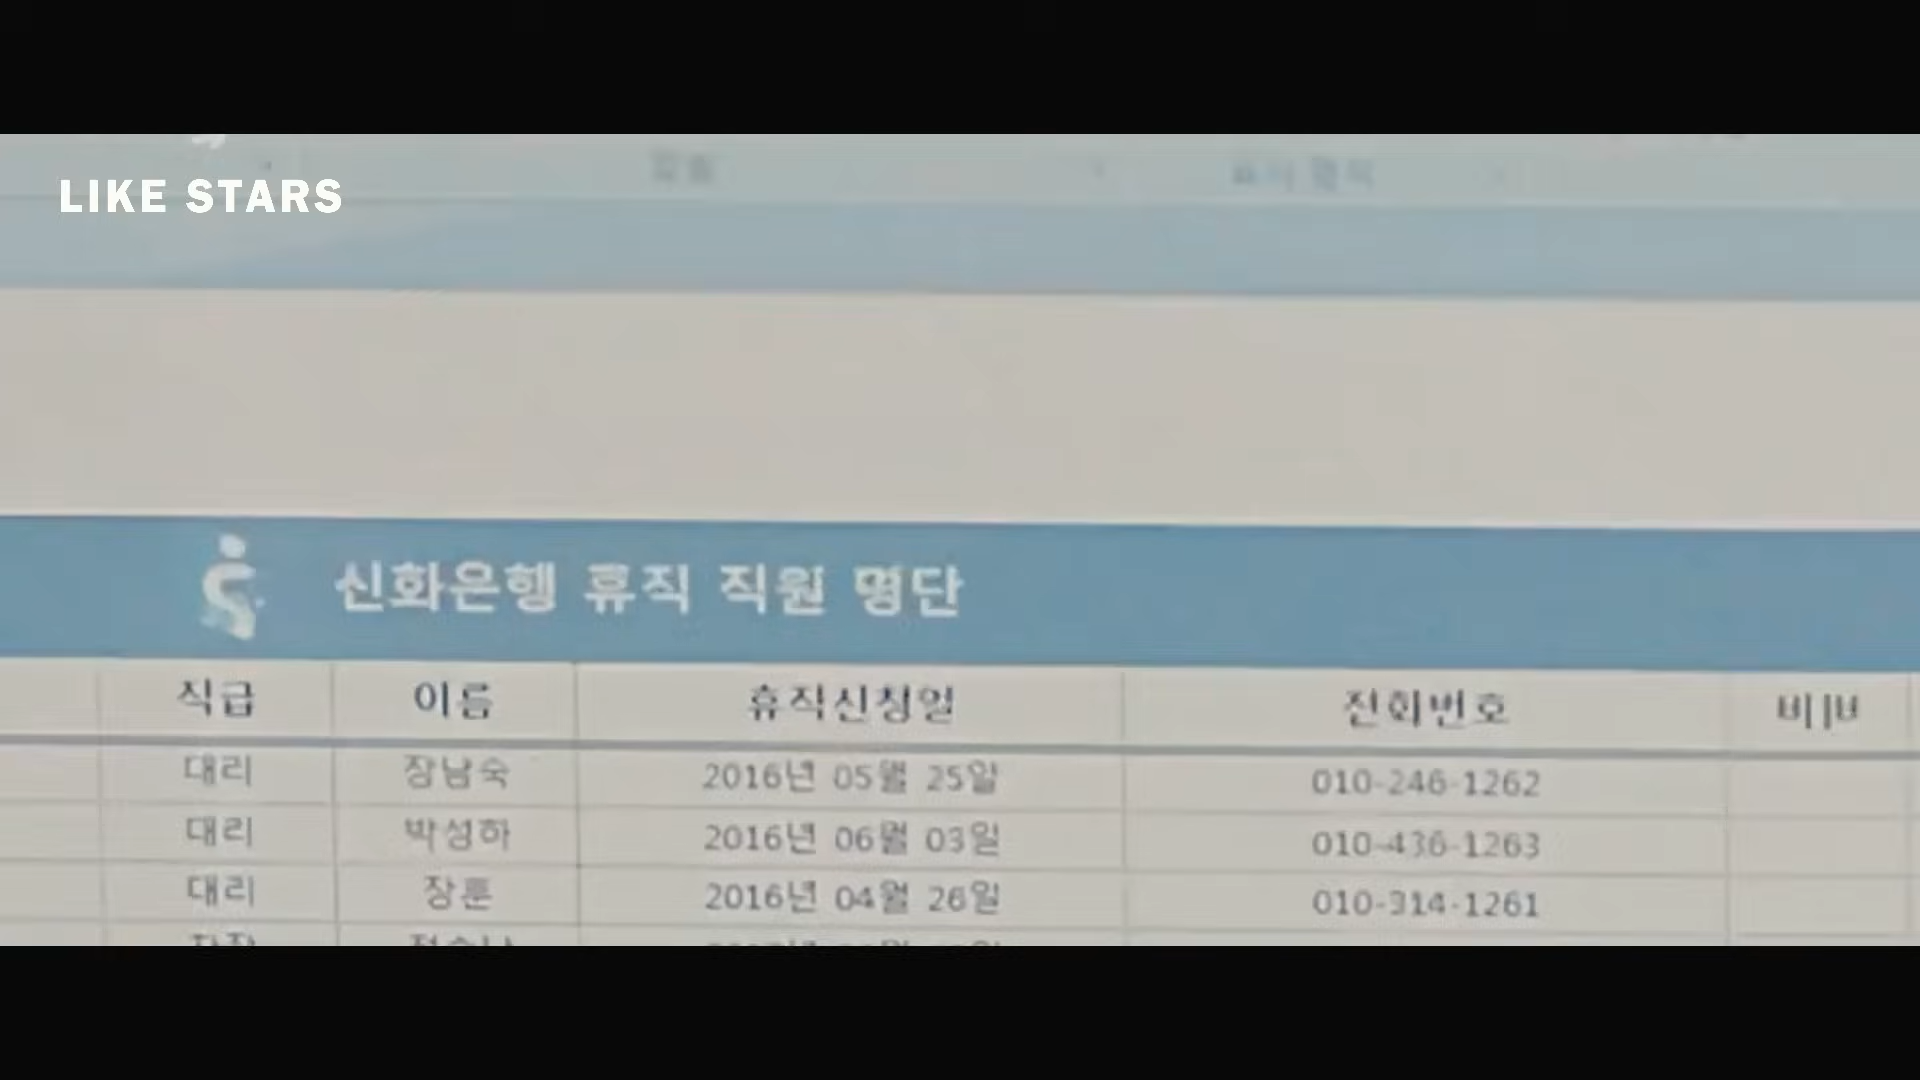 LIKE STARS
신화은행 휴직 직원 명단
직급 이름 휴직신청일 전화번호
대리 장남숙 2016년 05월 25일 010-246-1262
대리 박성하 2016년 06월 03일 010-436-1263
대리 장훈 2016년 04월 26일 010-314-1261